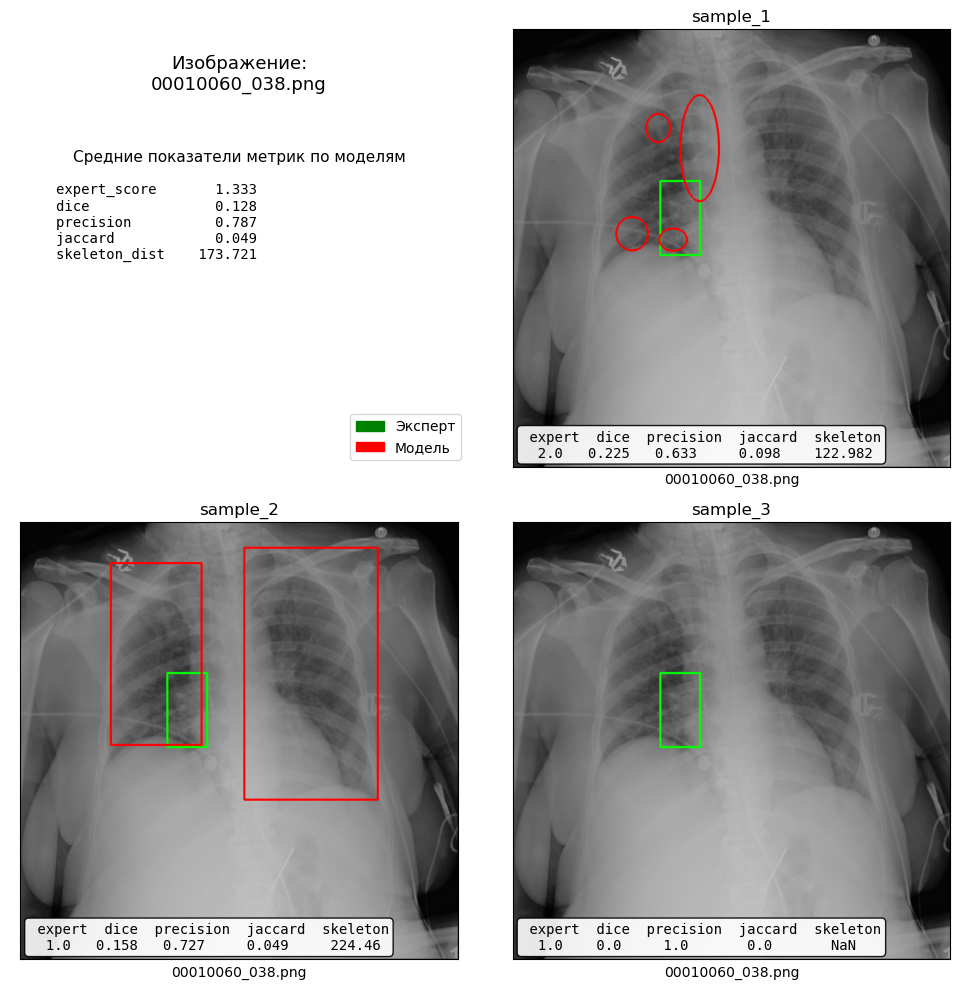 Изображение:
00010060_038.png
Средние показатели метрик по моделям
expert_score 1.333
dice 0.128
precision 0.787
jaccard 0.049
skeleton_dist 173.721
Эксперт
Модель
sample_1
expert dice precision jaccard skeleton
2.0 0.225 0.633 0.098 122.982
00010060_038.png
sample_2
expert dice precision jaccard skeleton
1.0 0.158 0.727 0.049 224.46
00010060_038.png
sample_3
expert dice precision jaccard skeleton
1.0 0.0 1.0 0.0 NaN
00010060_038.png